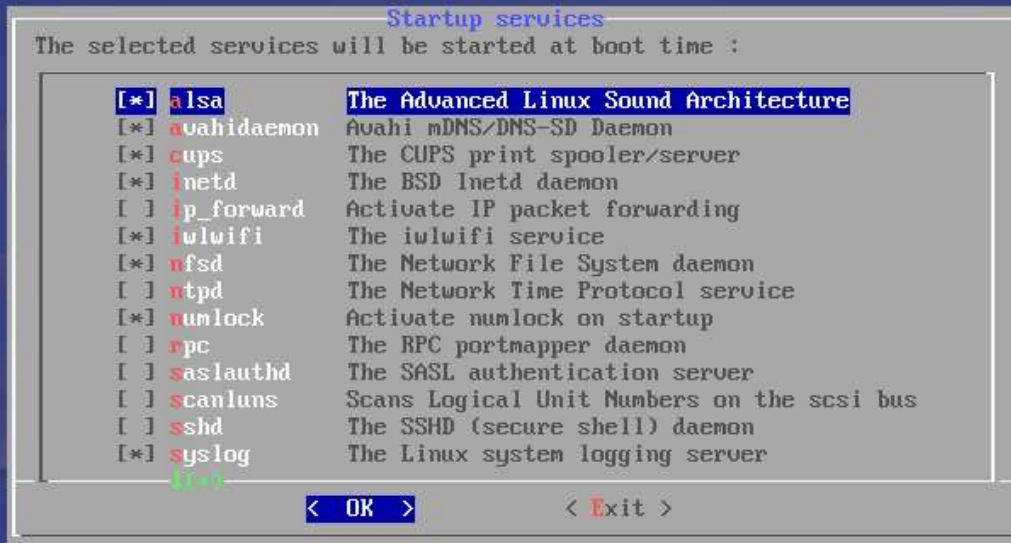 Startup services
The selected services will be started at boot time :
[*] alsa The Advanced Linux Sound Architecture
[*] avahidaemon Avahi mDNS/DNS-SD Daemon
[*] cups The CUPS print spooler/server
[*] inetd The BSD Inetd daemon
[ ] ip_forward Activate IP packet forwarding
[*] iwlwifi The iwlwifi service
[*] nfsd The Network File System daemon
[ ] ntpd The Network Time Protocol service
[*] numlock Activate numlock on startup
[ ] rpc The RPC portmapper daemon
[ ] saslauthd The SASL authentication server
[ ] scanluns Scans Logical Unit Numbers on the scsi bus
[ ] sshd The SSHD (secure shell) daemon
[*] syslog The Linux system logging server
↓(+)
< OK > < Exit >